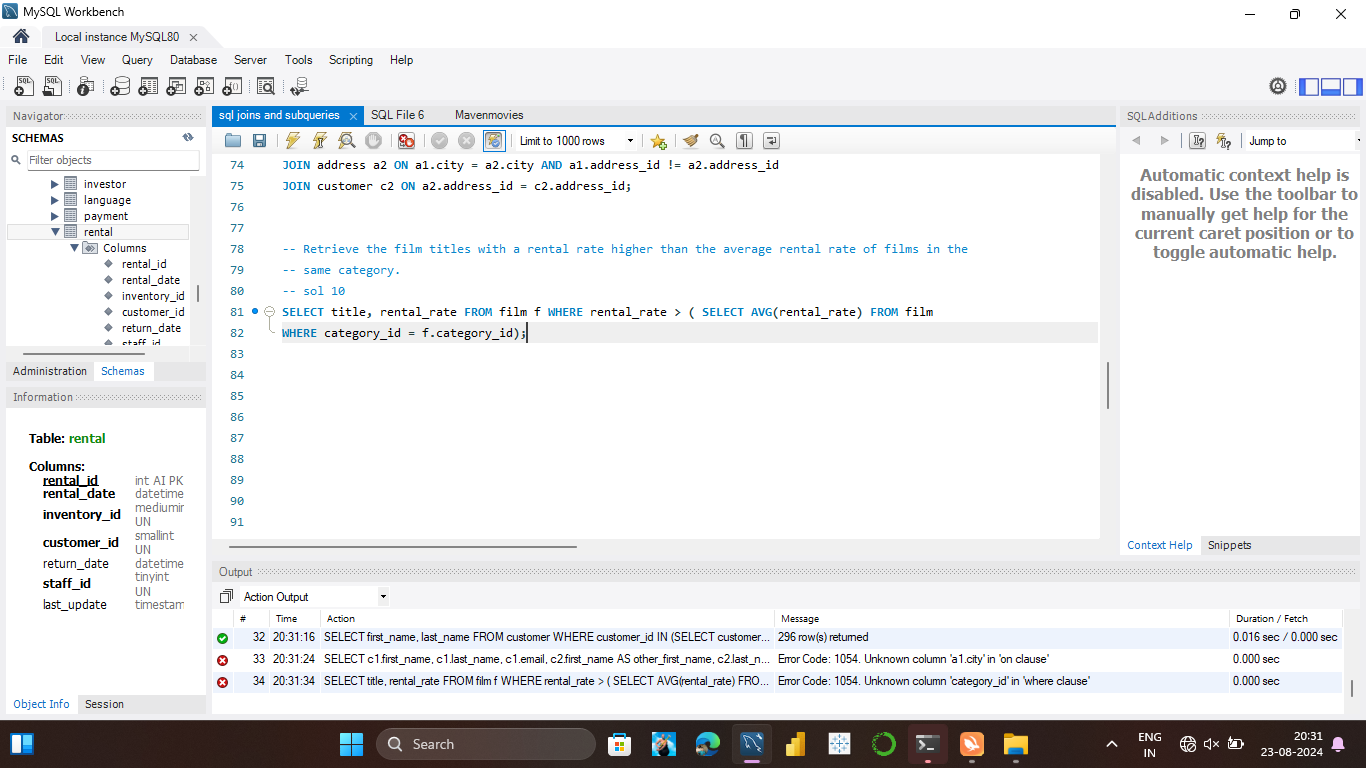 MySQL Workbench
Local instance MySQL80
File Edit View Query Database Server Tools Scripting Help
Navigator
SCHEMAS
Filter objects
investor
language
payment
rental
Columns
rental_id
rental_date
inventory_id
customer_id
return_date
staff_id
Administration Schemas
Information
Table: rental
Columns:
rental_id int AI PK
rental_date datetime
inventory_id mediumin
UN
customer_id smallint
UN
return_date datetime
staff_id tinyint
UN
last_update timestam
Object Info Session
sql joins and subqueries SQL File 6 Mavenmovies
Limit to 1000 rows
74 JOIN address a2 ON a1.city = a2.city AND a1.address_id != a2.address_id
75 JOIN customer c2 ON a2.address_id = c2.address_id;
76
77
78 -- Retrieve the film titles with a rental rate higher than the average rental rate of films in the
79 -- same category.
80 -- sol 10
81 SELECT title, rental_rate FROM film f WHERE rental_rate > ( SELECT AVG(rental_rate) FROM film
82 WHERE category_id = f.category_id);
83
84
85
86
87
88
89
90
91
SQLAdditions
Jump to
Automatic context help is
disabled. Use the toolbar to
manually get help for the
current caret position or to
toggle automatic help.
Context Help Snippets
Output
Action Output
# Time Action Message Duration / Fetch
32 20:31:16 SELECT first_name, last_name FROM customer WHERE customer_id IN (SELECT customer... 296 row(s) returned 0.016 sec / 0.000 sec
33 20:31:24 SELECT c1.first_name, c1.last_name, c1.email, c2.first_name AS other_first_name, c2.last_n... Error Code: 1054. Unknown column 'a1.city' in 'on clause' 0.000 sec
34 20:31:34 SELECT title, rental_rate FROM film f WHERE rental_rate > ( SELECT AVG(rental_rate) FRO... Error Code: 1054. Unknown column 'category_id' in 'where clause' 0.000 sec
Search
ENG
IN
20:31
23-08-2024